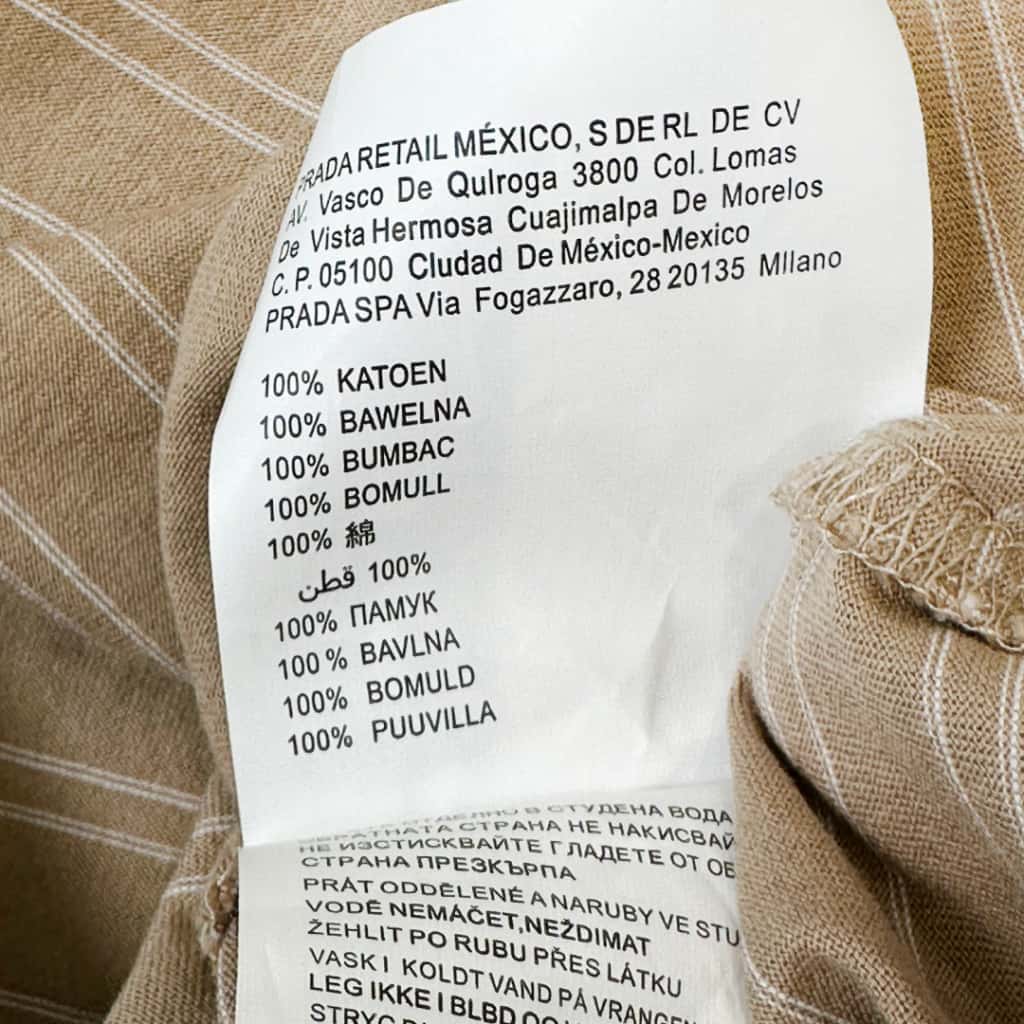 PRADA RETAIL MÉXICO, S DE RL DE CV
AV. Vasco De QuIroga 3800 Col. Lomas
De Vista Hermosa Cuajimalpa De Morelos
C. P. 05100 CIudad De México-Mexico
PRADA SPA Via Fogazzaro, 28 20135 MIlano
100% KATOEN
100% BAWELNA
100% BUMBAC
100% BOMULL
100% 綿
100% قطن
100% ПАМУК
100 % BAVLNA
100% BOMULD
100% PUUVILLA
В СТУДЕНА ВОДА
СТРАНА НЕ НАКИСВАЙ
НЕ ИЗСТИСКВАЙТЕ ГЛАДЕТЕ ОТ ОБ
СТРАНА ПРЕЗКЪРПА
PRÁT ODDĚLENÉ A NARUBY VE STU
VODĚ NEMÁČET,NEŽDIMAT
ŽEHLIT PO RUBU PŘES LÁTKU
VASK I KOLDT VAND PÅ VRANGEN
LEG IKKE I BLBD